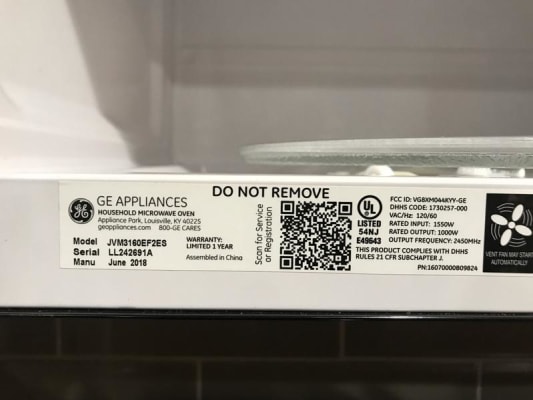 DO NOT REMOVE
GE APPLIANCES
HOUSEHOLD MICROWAVE OVEN
Appliance Park, Louisville, KY 40225
geappliances.com 800-GE CARES
Model JVM3160EF2ES
Serial LL242691A
Manu June 2018
WARRANTY:
LIMITED 1 YEAR
Assembled in China
Scan for Service
or Registration
UL
LISTED
54NJ
E49643
FCC ID: VG8XM044KYY-GE
DHHS CODE: 1730257-000
VAC/Hz: 120/60
RATED INPUT: 1550W
RATED OUTPUT: 1000W
OUTPUT FREQUENCY: 2450MHz
THIS PRODUCT COMPLIES WITH DHHS
RULES 21 CFR SUBCHAPTER J.
PN:16070000B09824
VENT FAN MAY START
AUTOMATICALLY